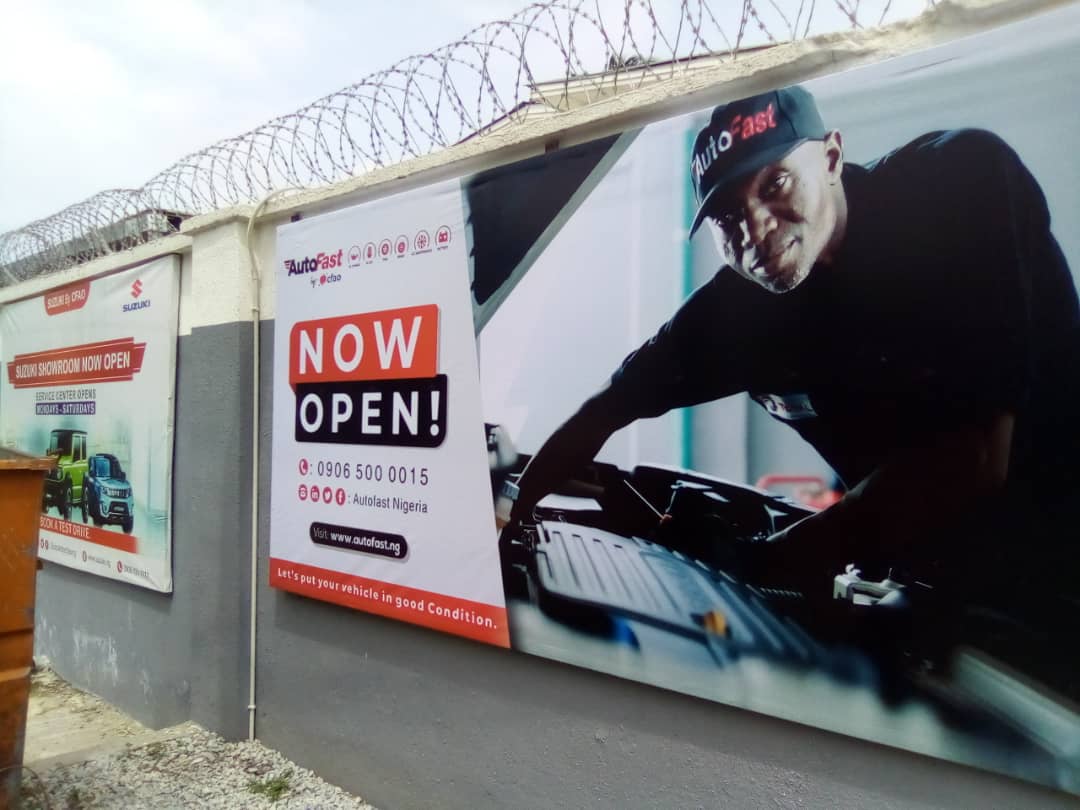 SUZUKI By CFAO
SUZUKI
SUZUKI SHOWROOM NOW OPEN
SERVICE CENTER OPENS
MONDAYS - SATURDAYS
BOOK A TEST DRIVE.
AutoFast
by cfao
NOW
OPEN!
: 0906 500 0015
: Autofast Nigeria
Visit: www.autofast.ng
Let's put your vehicle in good Condition.
AutoFast